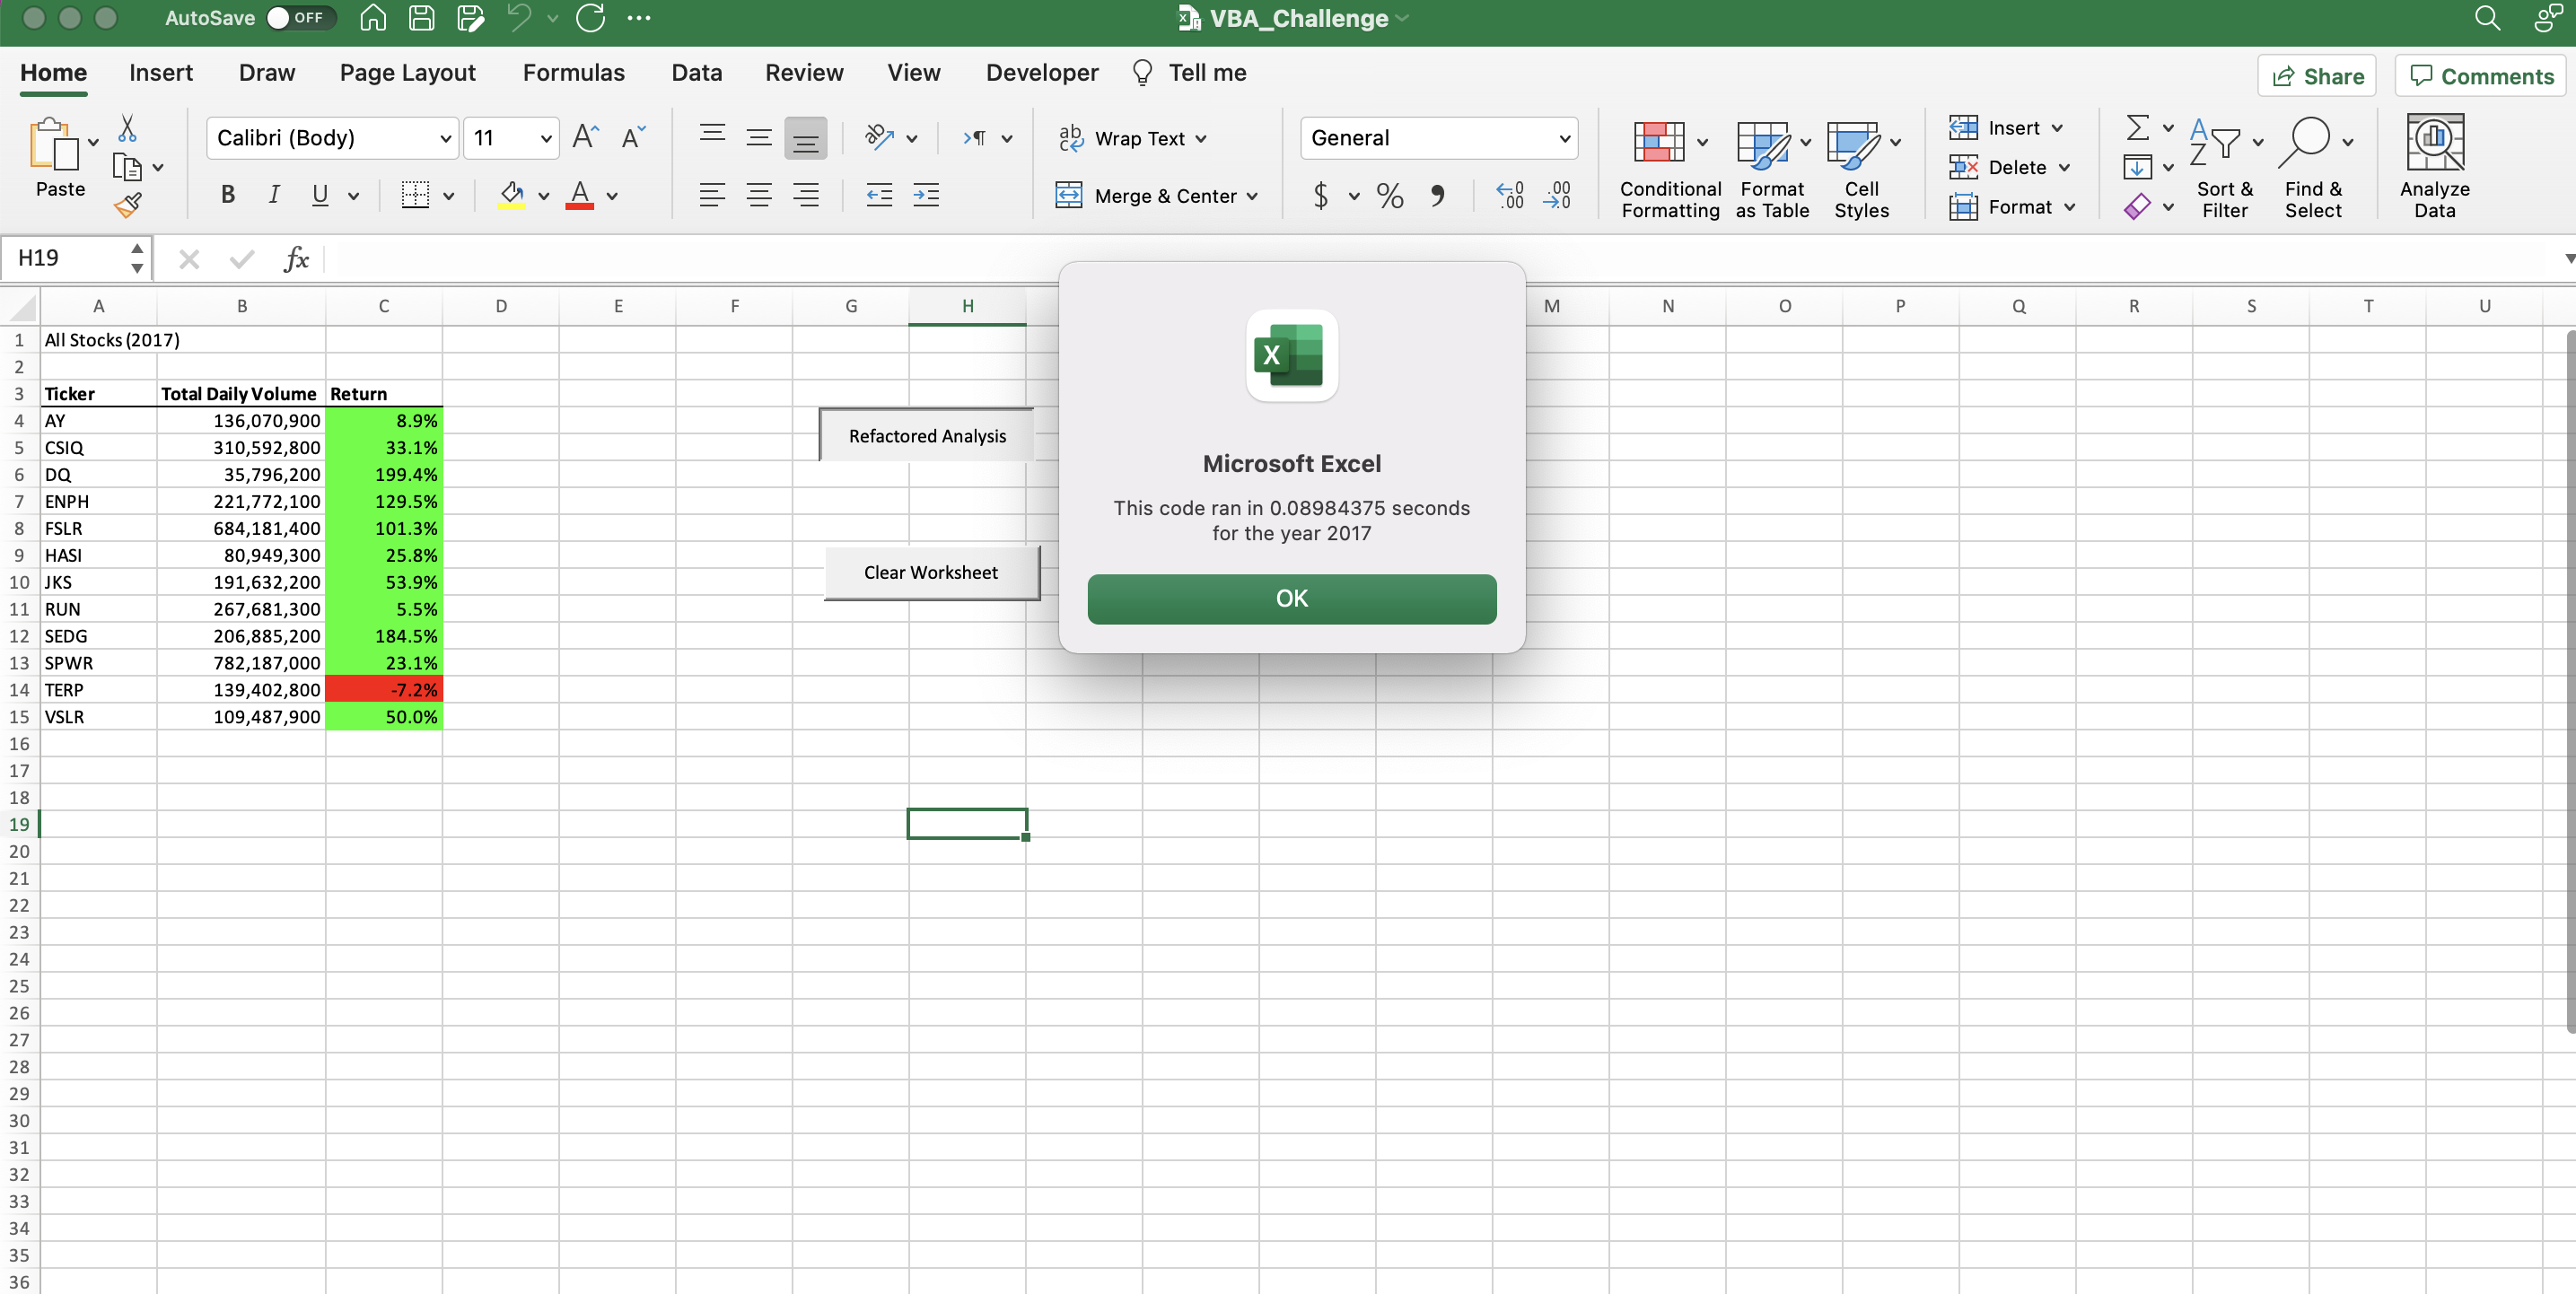 AutoSave OFF
VBA_Challenge
Home Insert Draw Page Layout Formulas Data Review View Developer Tell me
Share Comments
Paste
Calibri (Body) 11 A A
B I U A
ab Wrap Text
Merge & Center
General
$ % 9 .0 .00 .00 .0
Conditional Formatting
Format as Table
Cell Styles
Insert
Delete
Format
Sort & Filter
Find & Select
Analyze Data
H19 fx
A B C D E F G H M N O P Q R S T U
1 All Stocks (2017)
2
3 Ticker Total Daily Volume Return
4 AY 136,070,900 8.9%
5 CSIQ 310,592,800 33.1%
6 DQ 35,796,200 199.4%
7 ENPH 221,772,100 129.5%
8 FSLR 684,181,400 101.3%
9 HASI 80,949,300 25.8%
10 JKS 191,632,200 53.9%
11 RUN 267,681,300 5.5%
12 SEDG 206,885,200 184.5%
13 SPWR 782,187,000 23.1%
14 TERP 139,402,800 -7.2%
15 VSLR 109,487,900 50.0%
16
17
18
19
20
21
22
23
24
25
26
27
28
29
30
31
32
33
34
35
36
Refactored Analysis
Clear Worksheet
X
Microsoft Excel
This code ran in 0.08984375 seconds
for the year 2017
OK